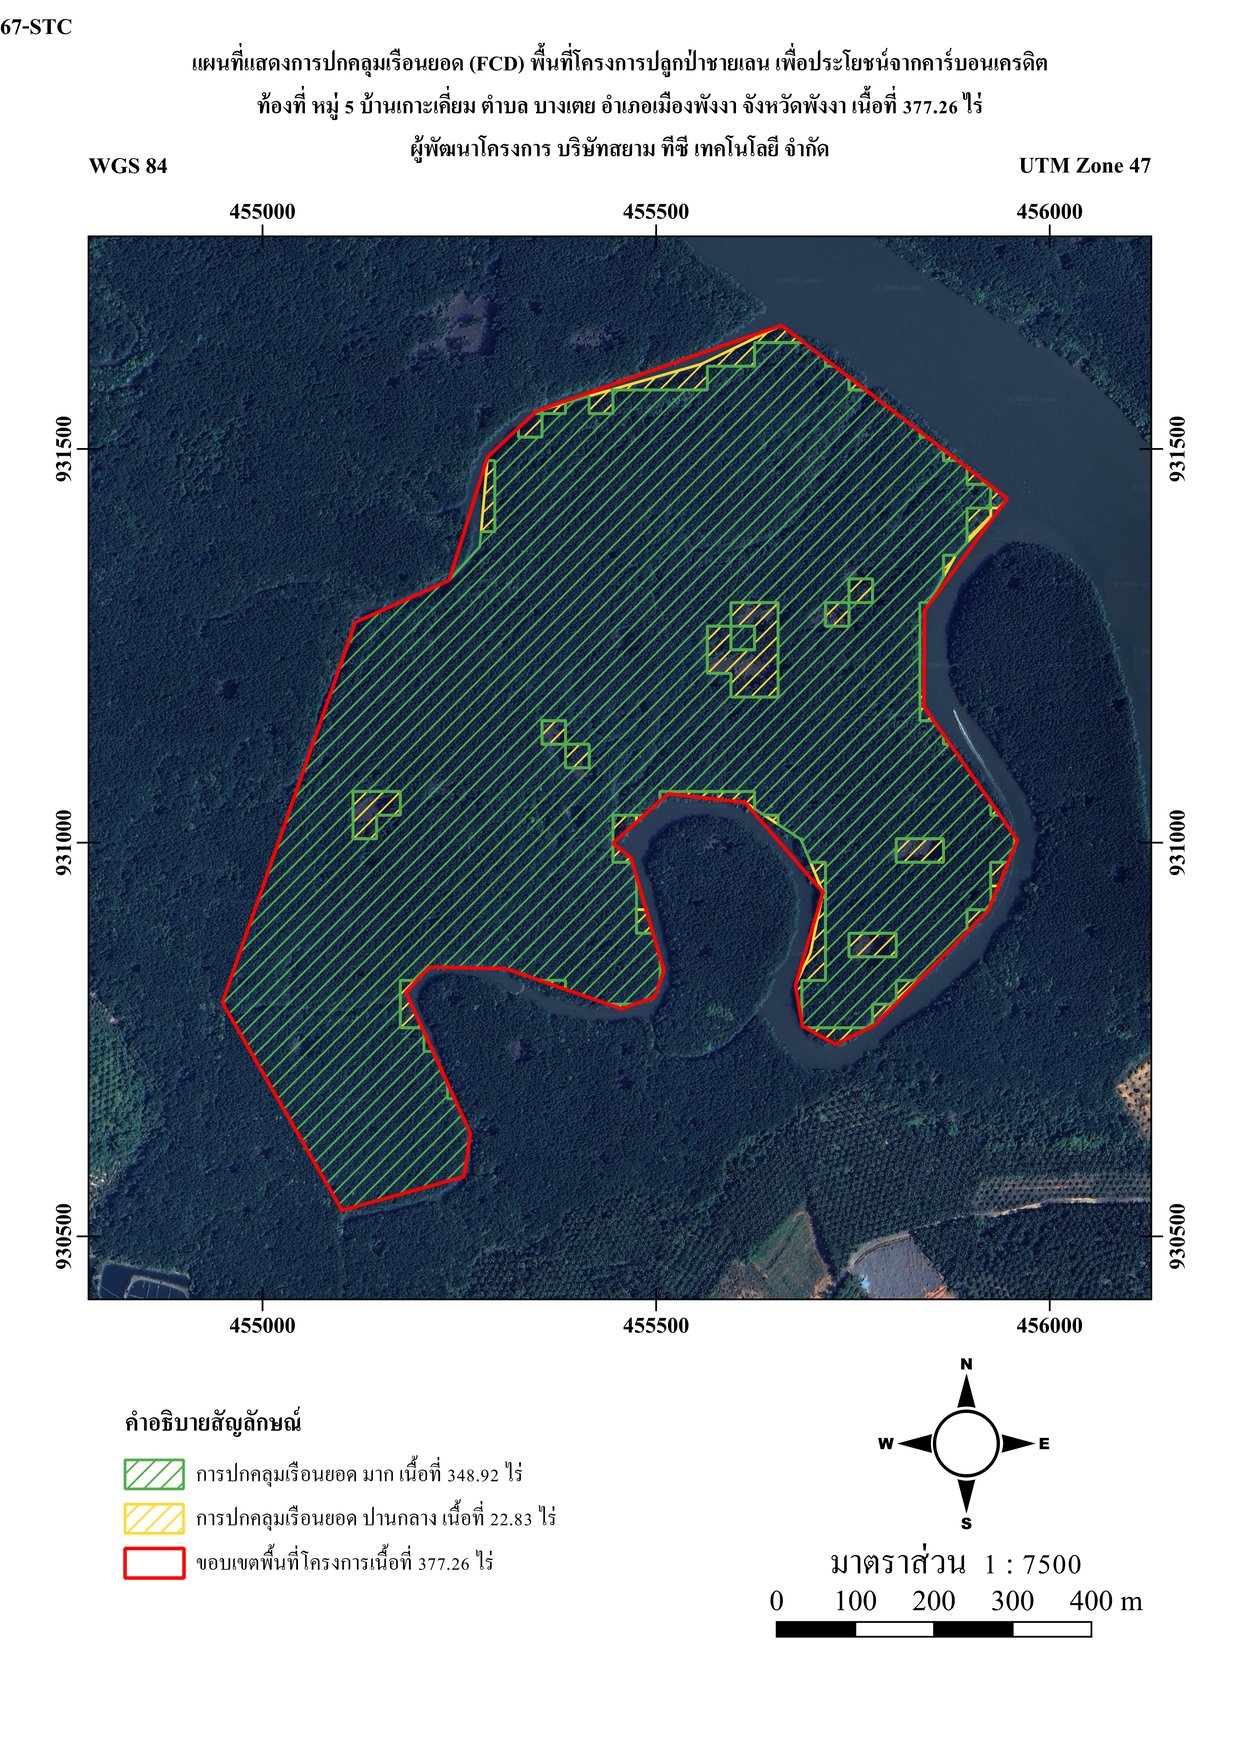 67-STC
แผนที่แสดงการปกคลุมเรือนยอด (FCD) พื้นที่โครงการปลูกป่าชายเลน เพื่อประโยชน์จากคาร์บอนเครดิต
ท้องที่ หมู่ 5 บ้านเกาะเคี่ยม ตำบล บางเตย อำเภอเมืองพังงา จังหวัดพังงา เนื้อที่ 377.26 ไร่
ผู้พัฒนาโครงการ บริษัทสยาม ทีซี เทคโนโลยี จำกัด
WGS 84 UTM Zone 47
455000 455500 456000
931500 931500
931000 931000
930500 930500
455000 455500 456000
คำอธิบายสัญลักษณ์
การปกคลุมเรือนยอด มาก เนื้อที่ 348.92 ไร่
การปกคลุมเรือนยอด ปานกลาง เนื้อที่ 22.83 ไร่
ขอบเขตพื้นที่โครงการเนื้อที่ 377.26 ไร่
N
W E
S
มาตราส่วน 1 : 7500
0 100 200 300 400 m